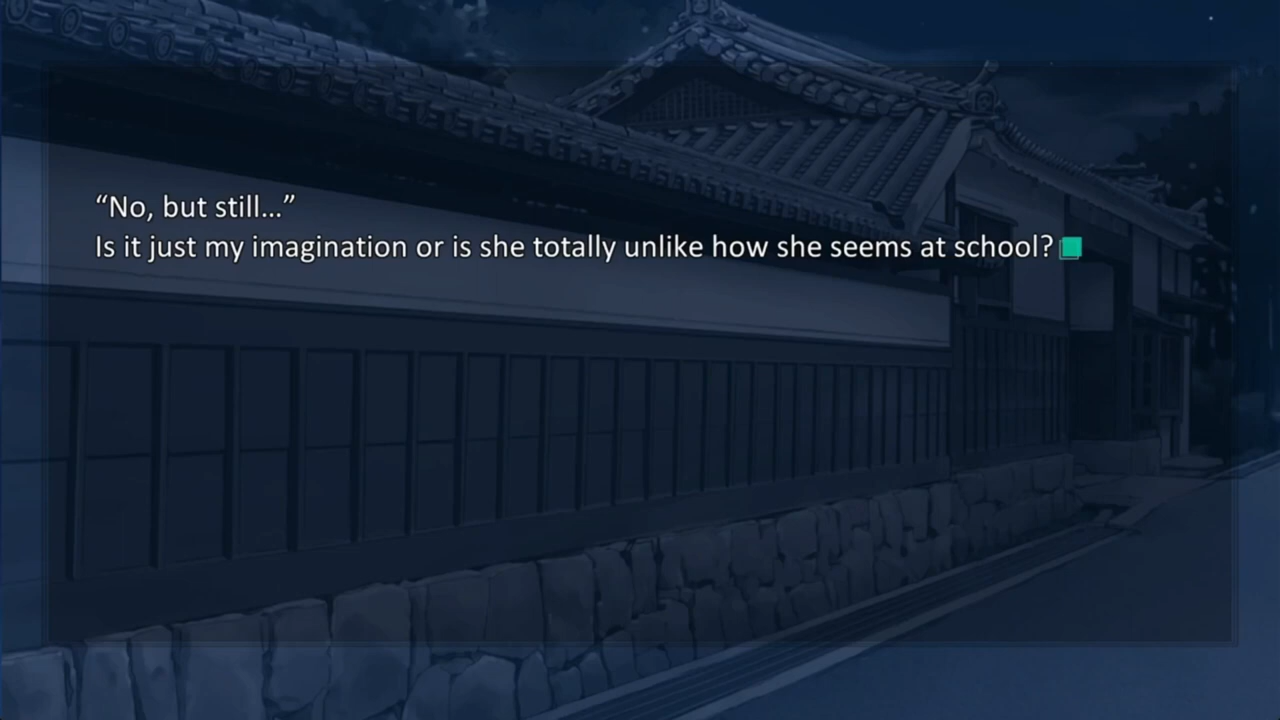 “No, but still...”
Is it just my imagination or is she totally unlike how she seems at school?